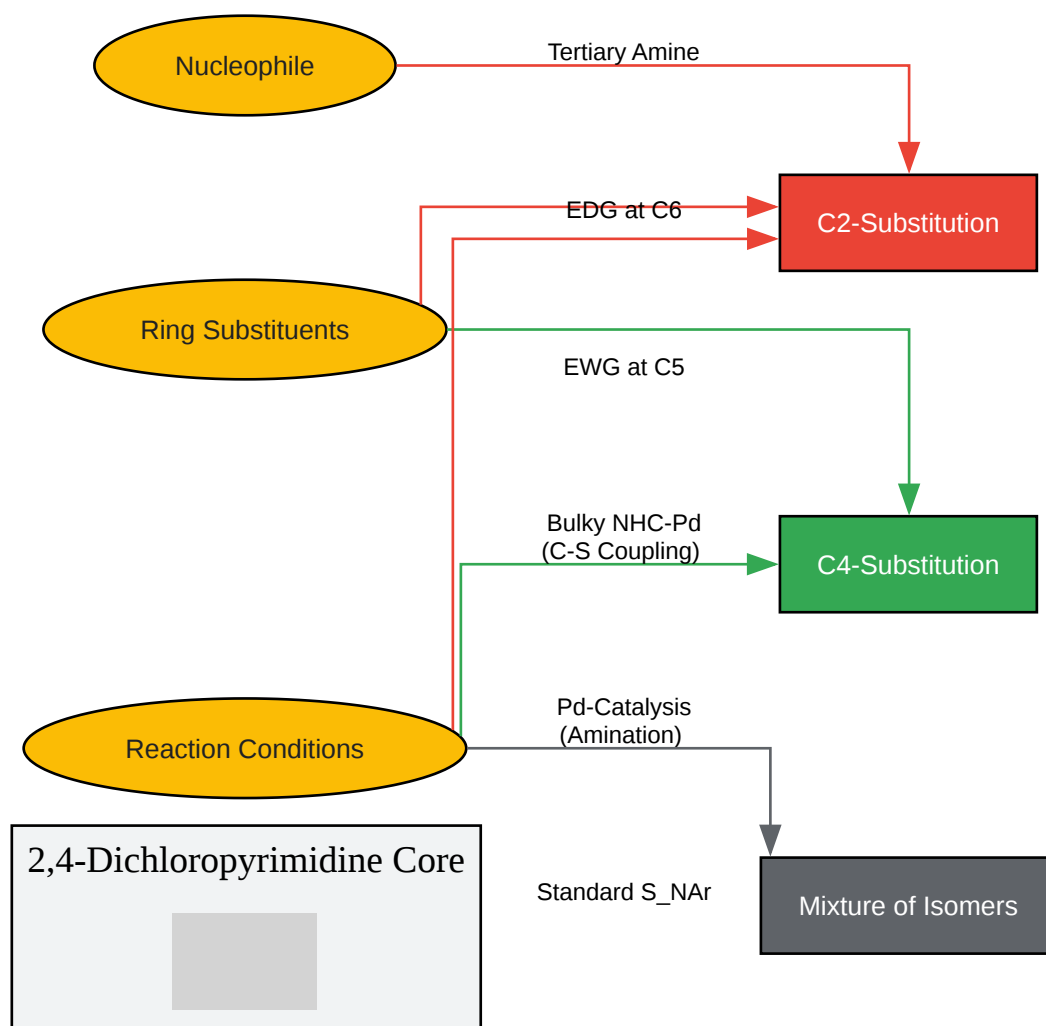 Nucleophile
Tertiary Amine
EDG at C6
C2-Substitution
Ring Substituents
EWG at C5
Bulky NHC-Pd
(C-S Coupling)
C4-Substitution
Pd-Catalysis
(Amination)
Reaction Conditions
2,4-Dichloropyrimidine Core
Standard S_NAr
Mixture of Isomers